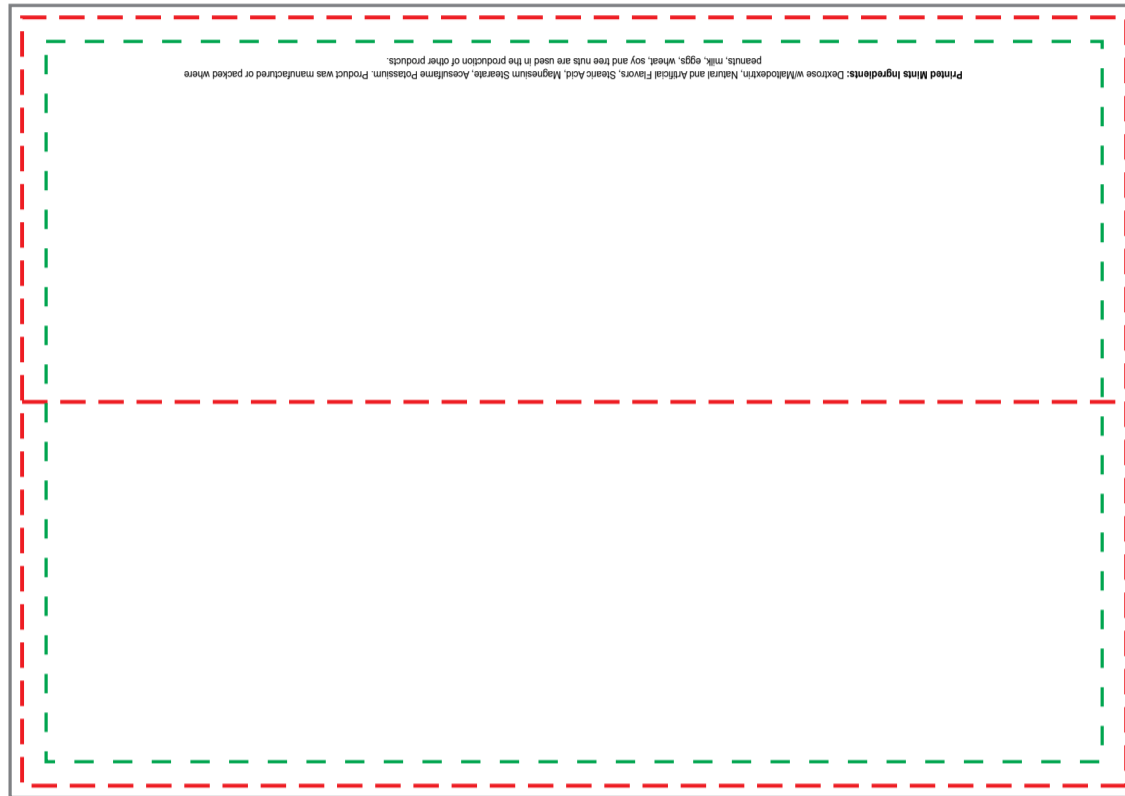 Printed Mints Ingredients: Dextrose w/Maltodextrin, Natural and Artificial Flavors, Stearic Acid, Magnesium Stearate, Acesulfame Potassium. Product was manufactured or packed where
peanuts, milk, eggs, wheat, soy and tree nuts are used in the production of other products.